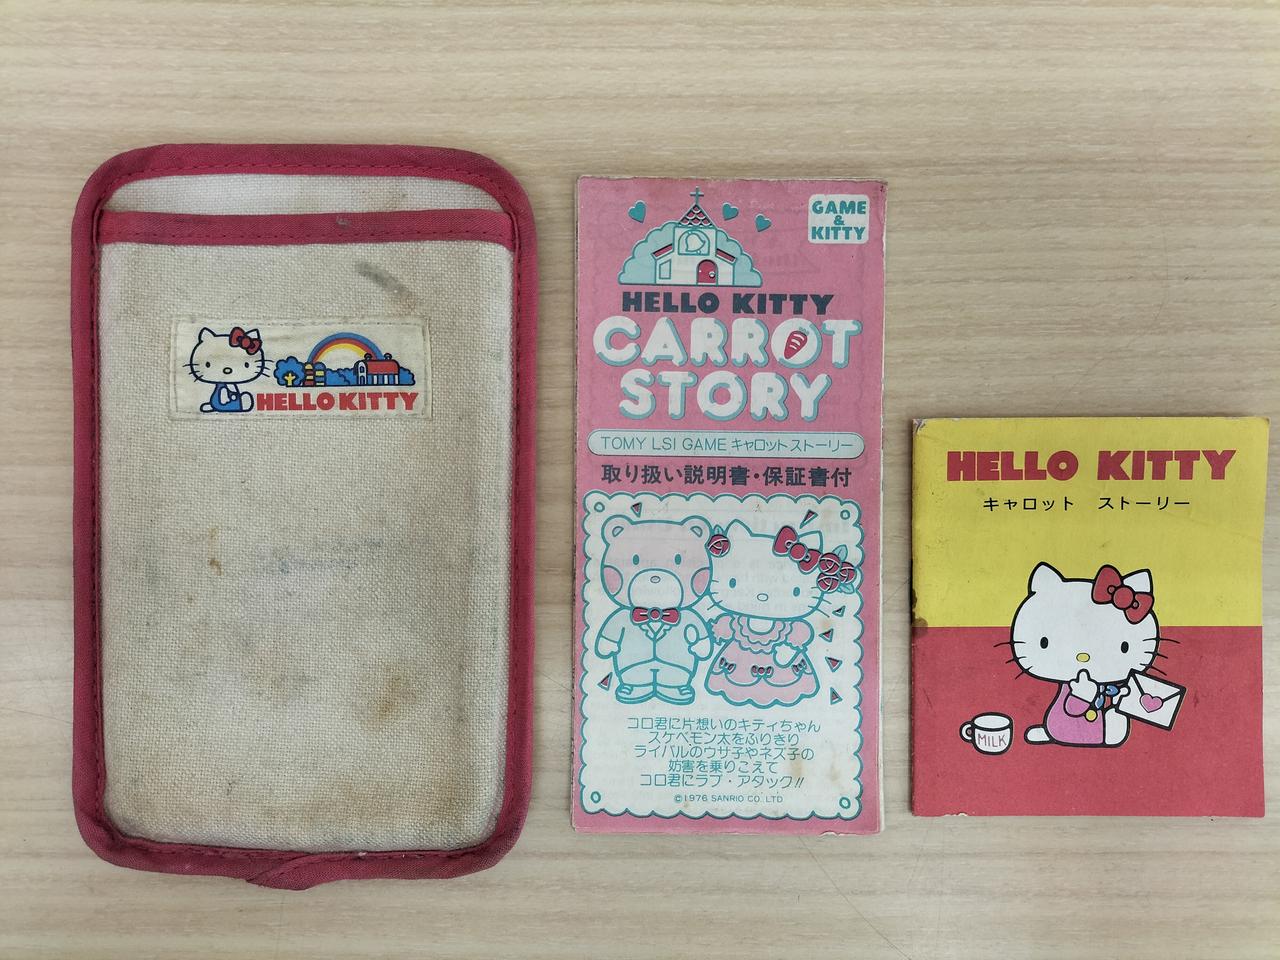 HELLO KITTY
GAME
&
KITTY
HELLO KITTY
CARROT
STORY
TOMY LSI GAME キャロットストーリー
取り扱い説明書・保証書付
コロ君に片想いのキティちゃん
スケベモン太をふりきり
ライバルのウサ子やネズ子の
妨害を乗りこえて
コロ君にラブ・アタック!!
©1976 SANRIO CO. LTD
HELLO KITTY
キャロット ストーリー
MILK